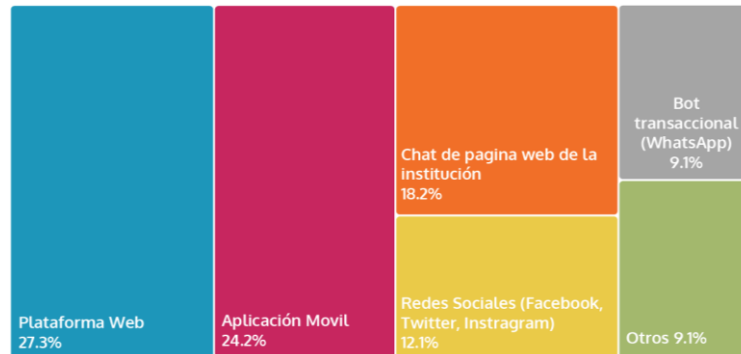 Plataforma Web
27.3%
Aplicación Movil
24.2%
Chat de pagina web de la
institución
18.2%
Redes Sociales (Facebook,
Twitter, Instragram)
12.1%
Bot
transaccional
(WhatsApp)
9.1%
Otros 9.1%